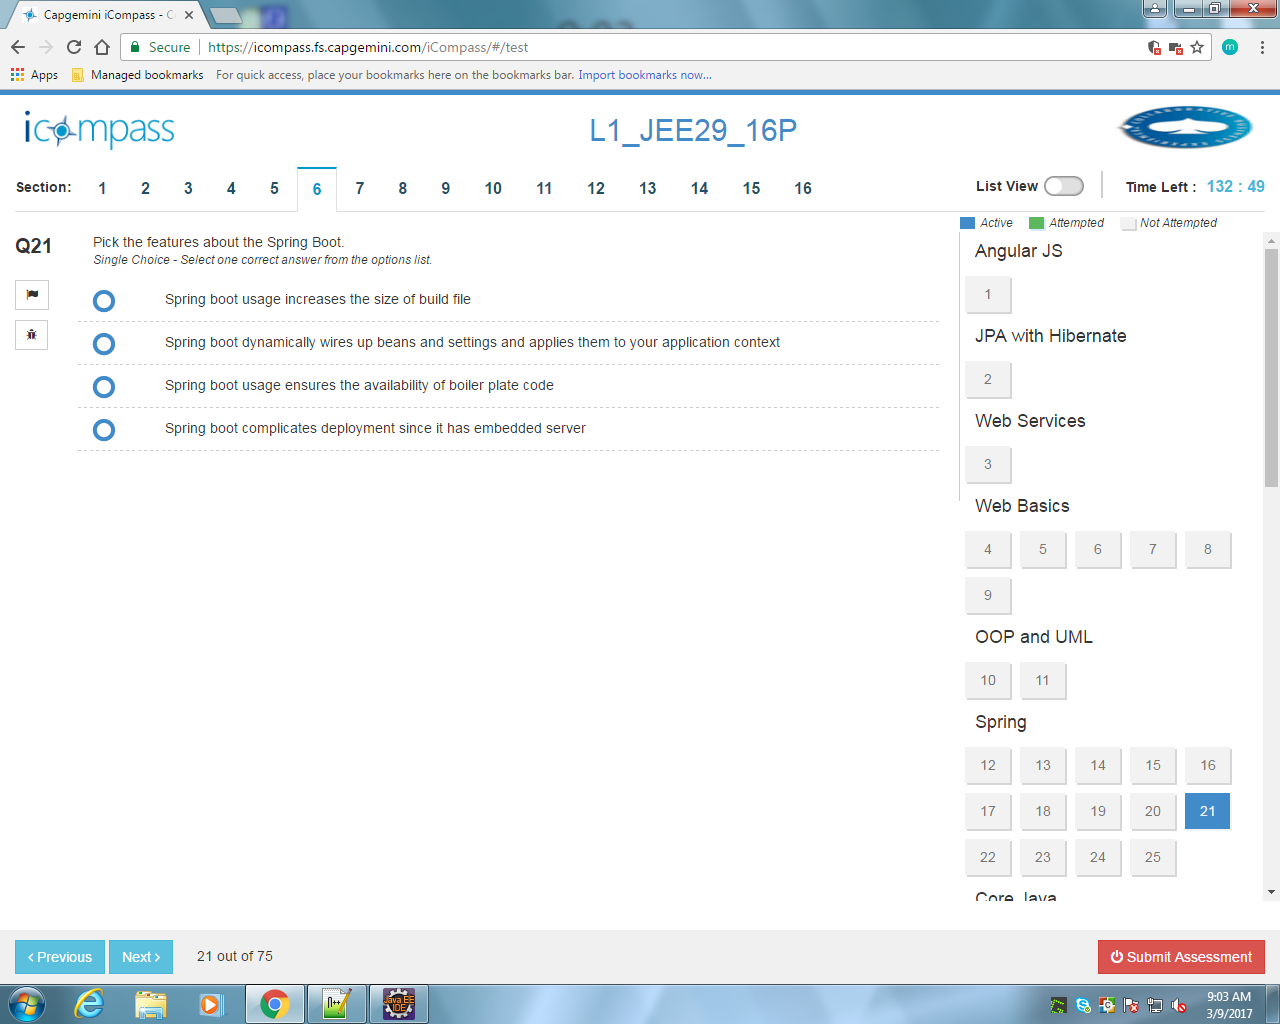 Capgemini iCompass - C
Secure
https://icompass.fs.capgemini.com/iCompass/#/test
m
Apps
Managed bookmarks
For quick access, place your bookmarks here on the bookmarks bar. Import bookmarks now...
icompass
L1_JEE29_16P
Section: 1 2 3 4 5 6 7 8 9 10 11 12 13 14 15 16
List View
Time Left : 132 : 49
Active Attempted Not Attempted
Q21
Pick the features about the Spring Boot.
Single Choice - Select one correct answer from the options list.
Spring boot usage increases the size of build file
Spring boot dynamically wires up beans and settings and applies them to your application context
Spring boot usage ensures the availability of boiler plate code
Spring boot complicates deployment since it has embedded server
Angular JS
1
JPA with Hibernate
2
Web Services
3
Web Basics
4 5 6 7 8
9
OOP and UML
10 11
Spring
12 13 14 15 16
17 18 19 20 21
22 23 24 25
Core Java
‹ Previous
Next ›
21 out of 75
Submit Assessment
Java EE
IDE
9:03 AM
3/9/2017